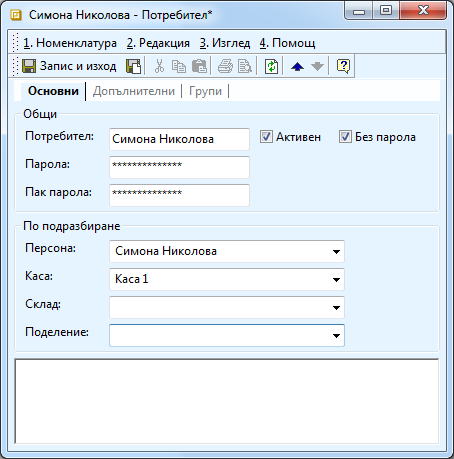 Симона Николова - Потребител*
1. Номенклатура 2. Редакция 3. Изглед 4. Помощ
Запис и изход
Основни Допълнителни Групи
Общи
Потребител: Симона Николова Активен Без парола
Парола: **************
Пак парола: **************
По подразбиране
Персона: Симона Николова
Каса: Каса 1
Склад:
Поделение: